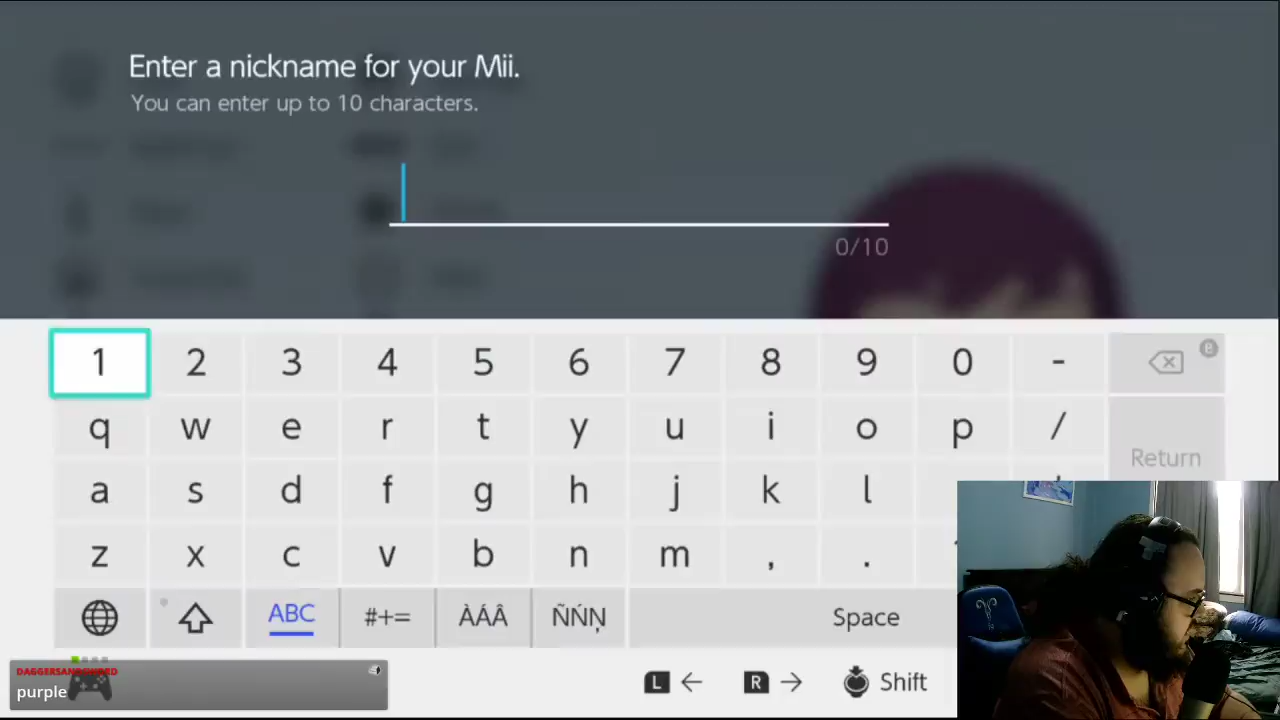 Enter a nickname for your Mii.
You can enter up to 10 characters.
0/10
1 2 3 4 5 6 7 8 9 0 -
q w e r t y u i o p /
Return
a s d f g h j k l
z x c v b n m , .
ABC #+= ÀÁÂ ÑŃŅ Space
L ← R → Shift
DAGGERSANDSWORD
purple